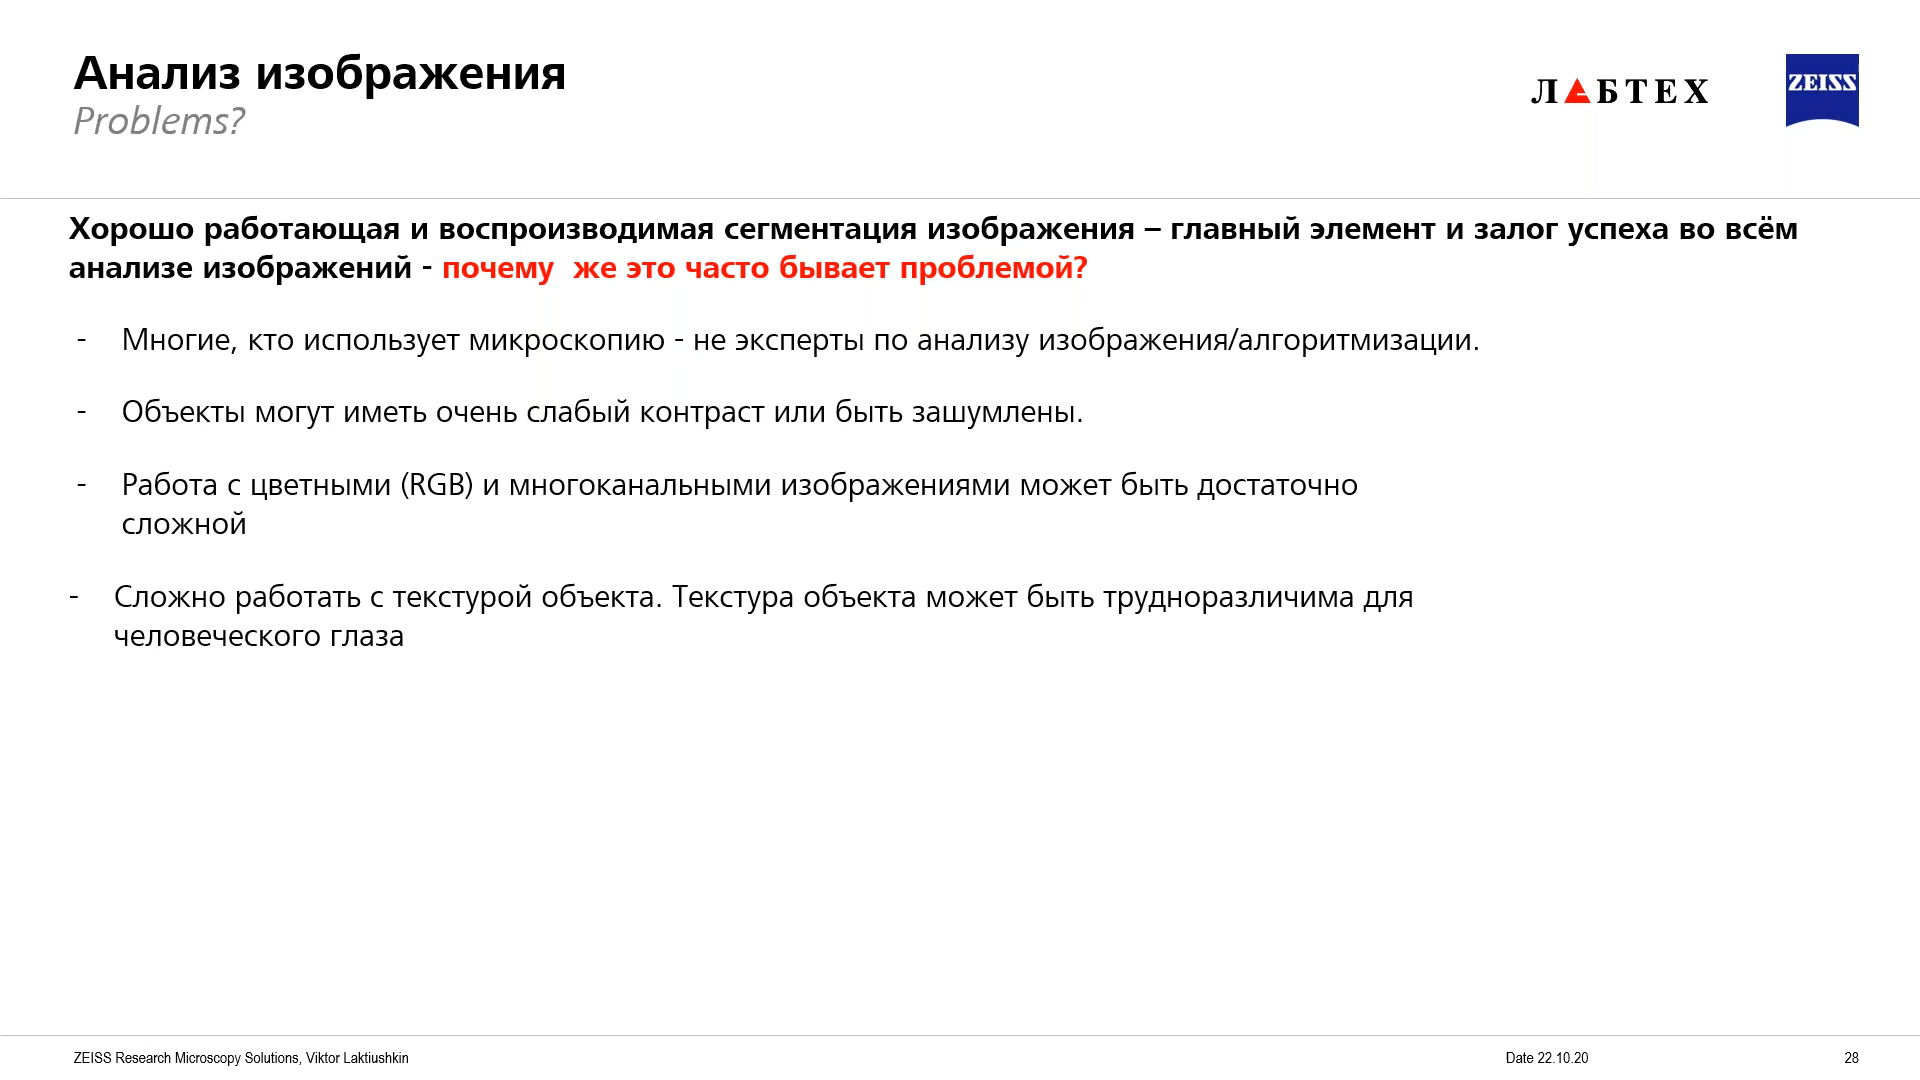 Анализ изображения
Problems?
ЛАБТЕХ
ZEISS
Хорошо работающая и воспроизводимая сегментация изображения – главный элемент и залог успеха во всём
анализе изображений - почему  же это часто бывает проблемой?
- Многие, кто использует микроскопию - не эксперты по анализу изображения/алгоритмизации.
- Объекты могут иметь очень слабый контраст или быть зашумлены.
- Работа с цветными (RGB) и многоканальными изображениями может быть достаточно
сложной
- Сложно работать с текстурой объекта. Текстура объекта может быть трудноразличима для
человеческого глаза
ZEISS Research Microscopy Solutions, Viktor Laktiushkin
Date 22.10.20
28